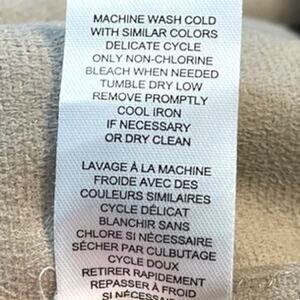 MACHINE WASH COLD
WITH SIMILAR COLORS
DELICATE CYCLE
ONLY NON-CHLORINE
BLEACH WHEN NEEDED
TUMBLE DRY LOW
REMOVE PROMPTLY
COOL IRON
IF NECESSARY
OR DRY CLEAN
LAVAGE À LA MACHINE
FROIDE AVEC DES
COULEURS SIMILAIRES
CYCLE DÉLICAT
BLANCHIR SANS
CHLORE SI NÉCESSAIRE
SÉCHER PAR CULBUTAGE
CYCLE DOUX
RETIRER RAPIDEMENT
REPASSER À FROID
SI NÉCESSAIRE